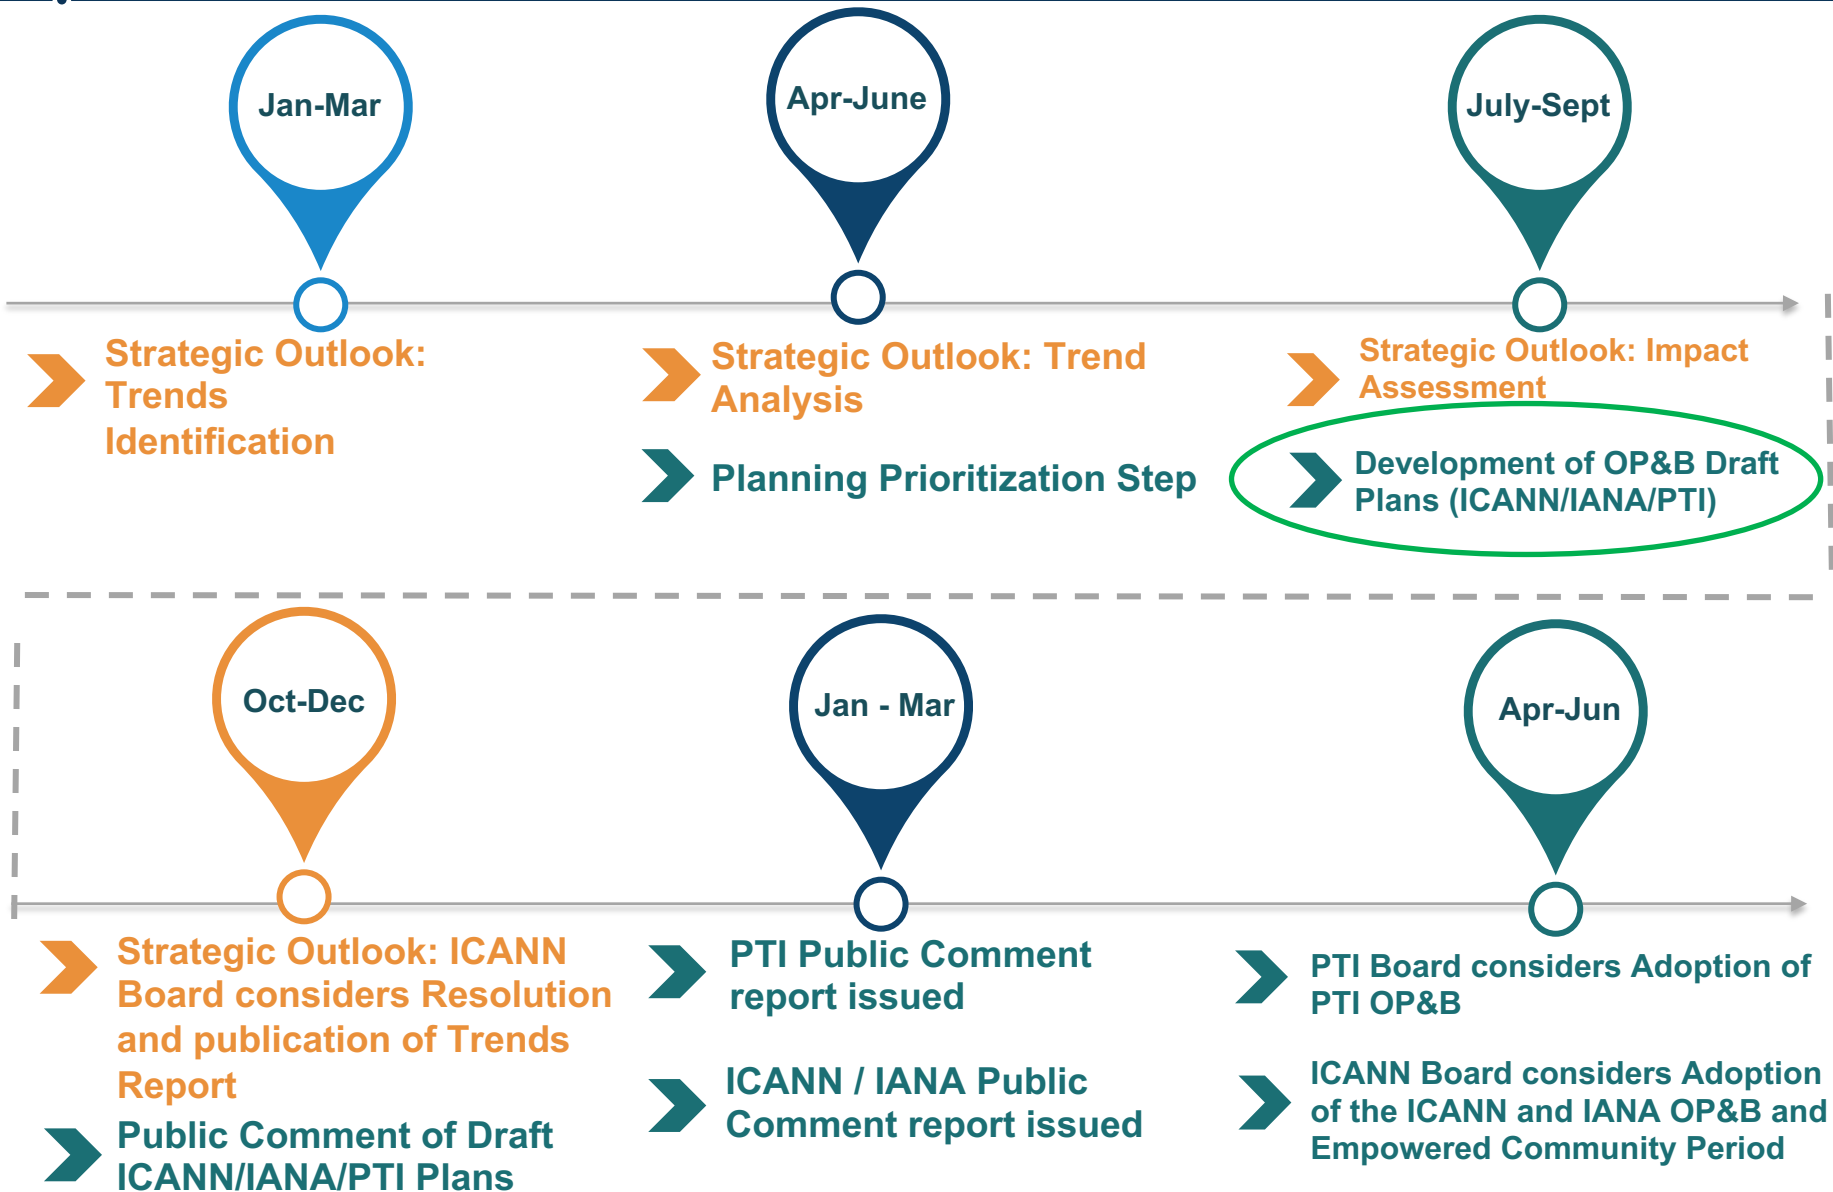 Jan-Mar
Apr-June
July-Sept
Strategic Outlook:
Trends
Identification
Strategic Outlook: Trend
Analysis
Planning Prioritization Step
Strategic Outlook: Impact
Assessment
Development of OP&B Draft
Plans (ICANN/IANA/PTI)
Oct-Dec
Jan - Mar
Apr-Jun
Strategic Outlook: ICANN
Board considers Resolution
and publication of Trends
Report
Public Comment of Draft
ICANN/IANA/PTI Plans
PTI Public Comment
report issued
ICANN / IANA Public
Comment report issued
PTI Board considers Adoption of
PTI OP&B
ICANN Board considers Adoption
of the ICANN and IANA OP&B and
Empowered Community Period